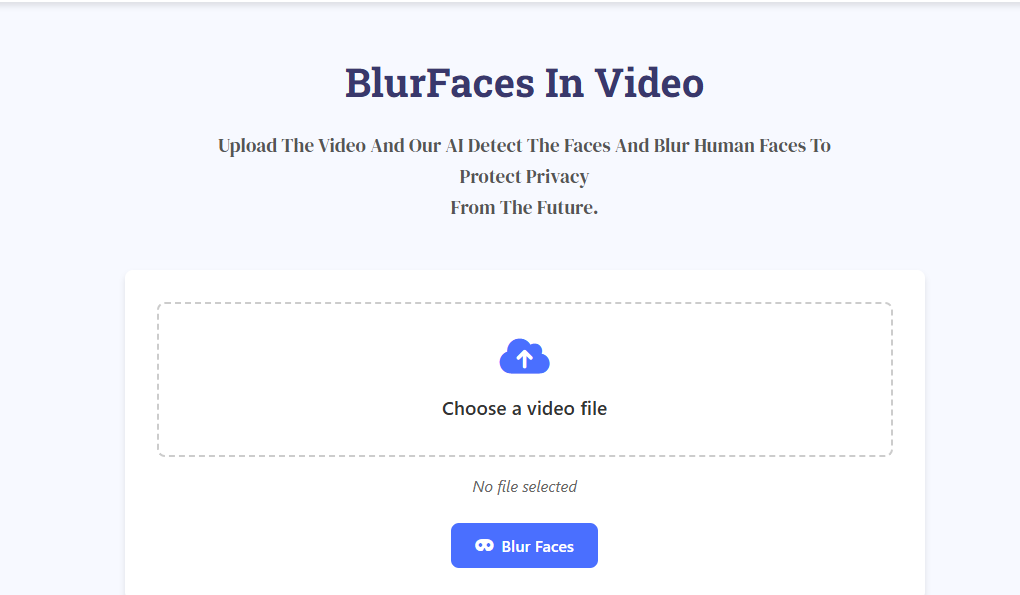 BlurFaces In Video
Upload The Video And Our AI Detect The Faces And Blur Human Faces To
Protect Privacy
From The Future.
Choose a video file
No file selected
Blur Faces